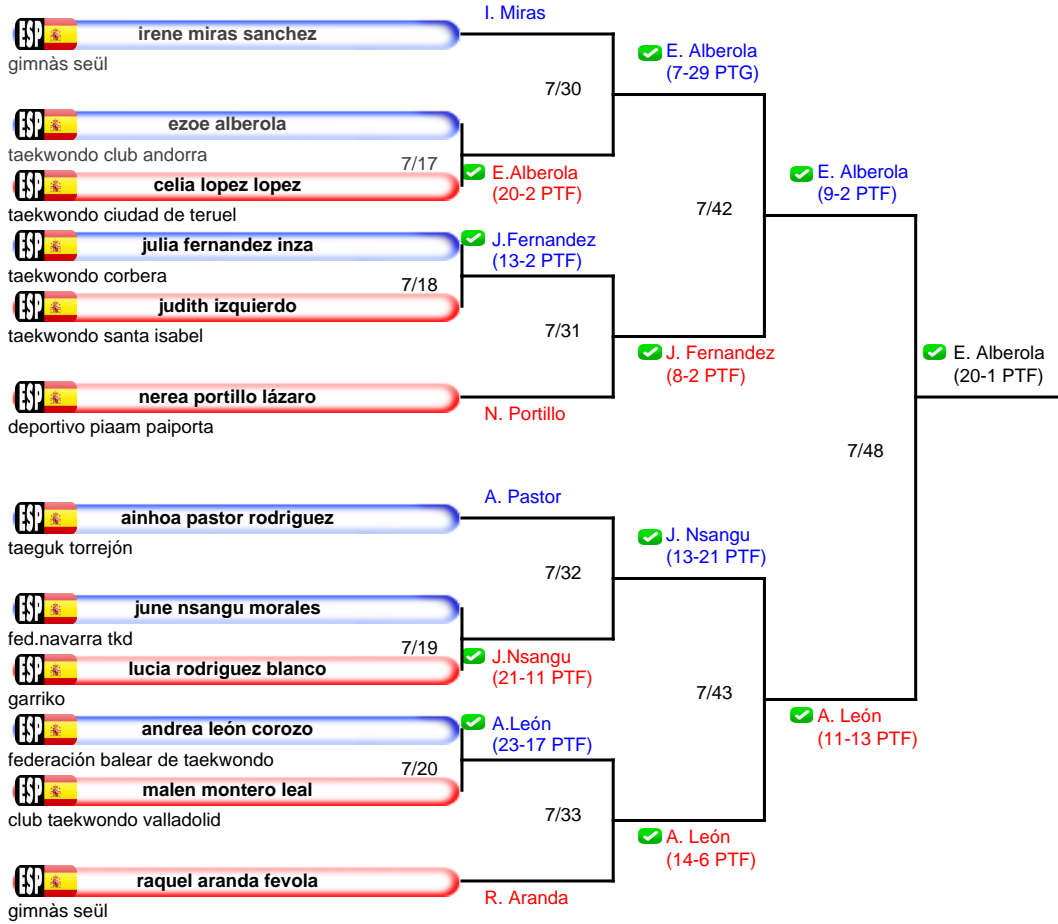 I. Miras
ESP irene miras sanchez
gimnàs seül
E. Alberola
(7-29 PTG)
7/30
ESP ezoe alberola
taekwondo club andorra
7/17
E.Alberola
(20-2 PTF)
ESP celia lopez lopez
taekwondo ciudad de teruel
E. Alberola
(9-2 PTF)
7/42
ESP julia fernandez inza
taekwondo corbera
J.Fernandez
(13-2 PTF)
7/18
ESP judith izquierdo
taekwondo santa isabel
7/31
J. Fernandez
(8-2 PTF)
E. Alberola
(20-1 PTF)
ESP nerea portillo lázaro
deportivo piaam paiporta
N. Portillo
7/48
A. Pastor
ESP ainhoa pastor rodriguez
taeguk torrejón
J. Nsangu
(13-21 PTF)
7/32
ESP june nsangu morales
fed.navarra tkd
7/19
J.Nsangu
(21-11 PTF)
ESP lucia rodriguez blanco
garriko
7/43
A. León
(11-13 PTF)
ESP andrea león corozo
federación balear de taekwondo
A.León
(23-17 PTF)
7/20
ESP malen montero leal
club taekwondo valladolid
7/33
A. León
(14-6 PTF)
ESP raquel aranda fevola
gimnàs seül
R. Aranda